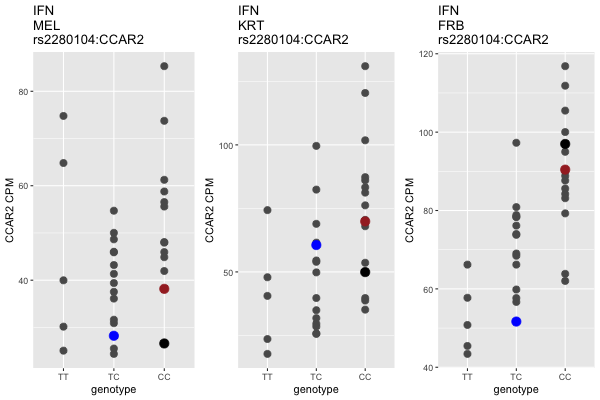 IFN
MEL
rs2280104:CCAR2
CCAR2 CPM
80
60
40
TT
TC
CC
genotype
IFN
KRT
rs2280104:CCAR2
CCAR2 CPM
100
50
TT
TC
CC
genotype
IFN
FRB
rs2280104:CCAR2
CCAR2 CPM
120
100
80
60
40
TT
TC
CC
genotype